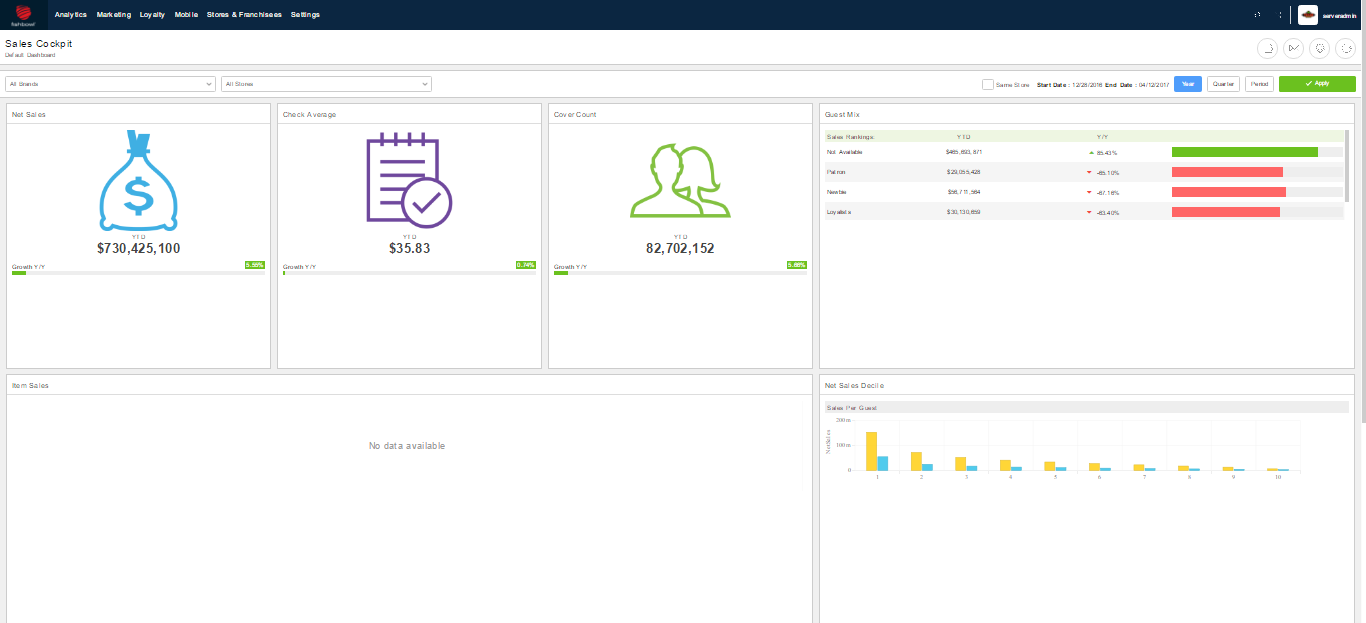 Analytics Marketing Loyalty Mobile Stores & Franchisees Settings
fishbowl
serveradmin
Sales Cockpit
Default Dashboard
All Brands
All Stores
Same Store Start Date : 12/28/2016 End Date : 04/12/2017 Year Quarter Period Apply
Net Sales
$
YTD
$730,425,100
Growth Y/Y 5.55%
Check Average
YTD
$35.83
Growth Y/Y 0.74%
Cover Count
YTD
82,702,152
Growth Y/Y
Guest Mix
Sales Rankings YTD Y/Y
Not Available $465,693,871 85.43%
Patron $29,055,428 -65.10%
Newbie $56,711,564 -67.16%
Loyalists $30,130,659 -63.40%
Item Sales
No data available
Net Sales Decile
Sales Per Guest
Net Sales
200m
100m
0
1 2 3 4 5 6 7 8 9 10